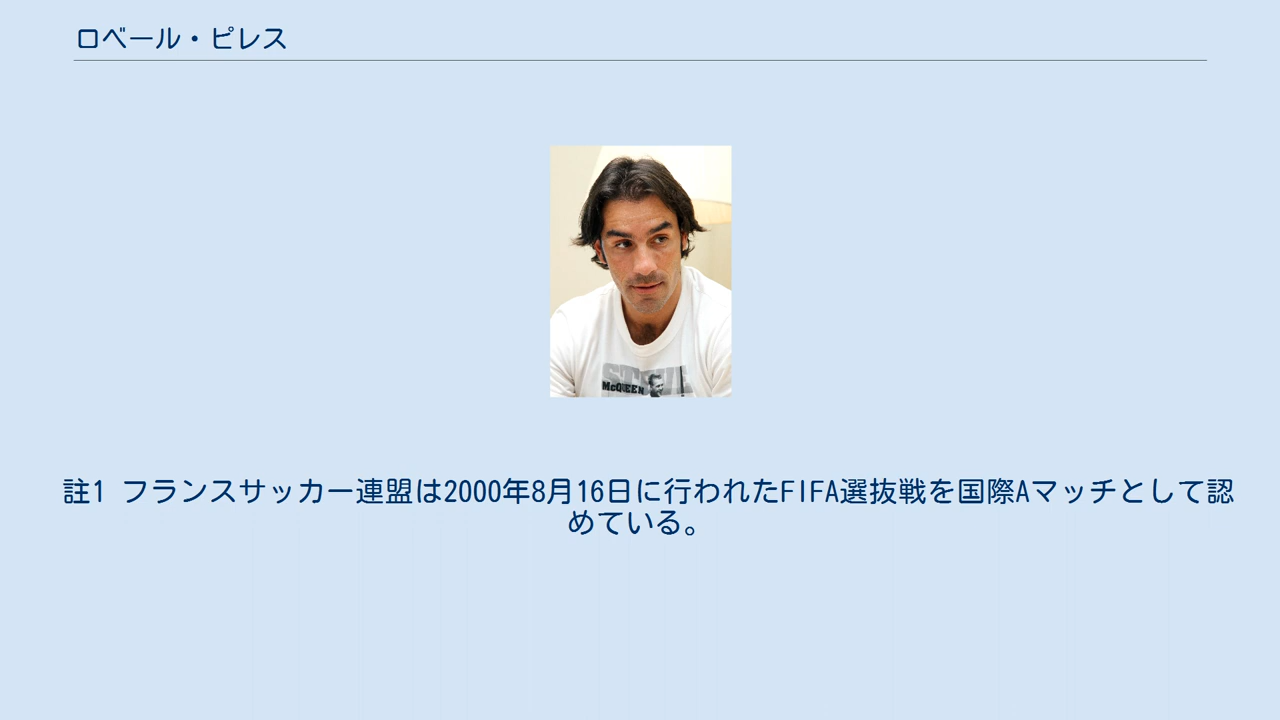 ロベール・ピレス
STEVE
McQUEEN
註1 フランスサッカー連盟は2000年8月16日に行われたFIFA選抜戦を国際Aマッチとして認
めている。